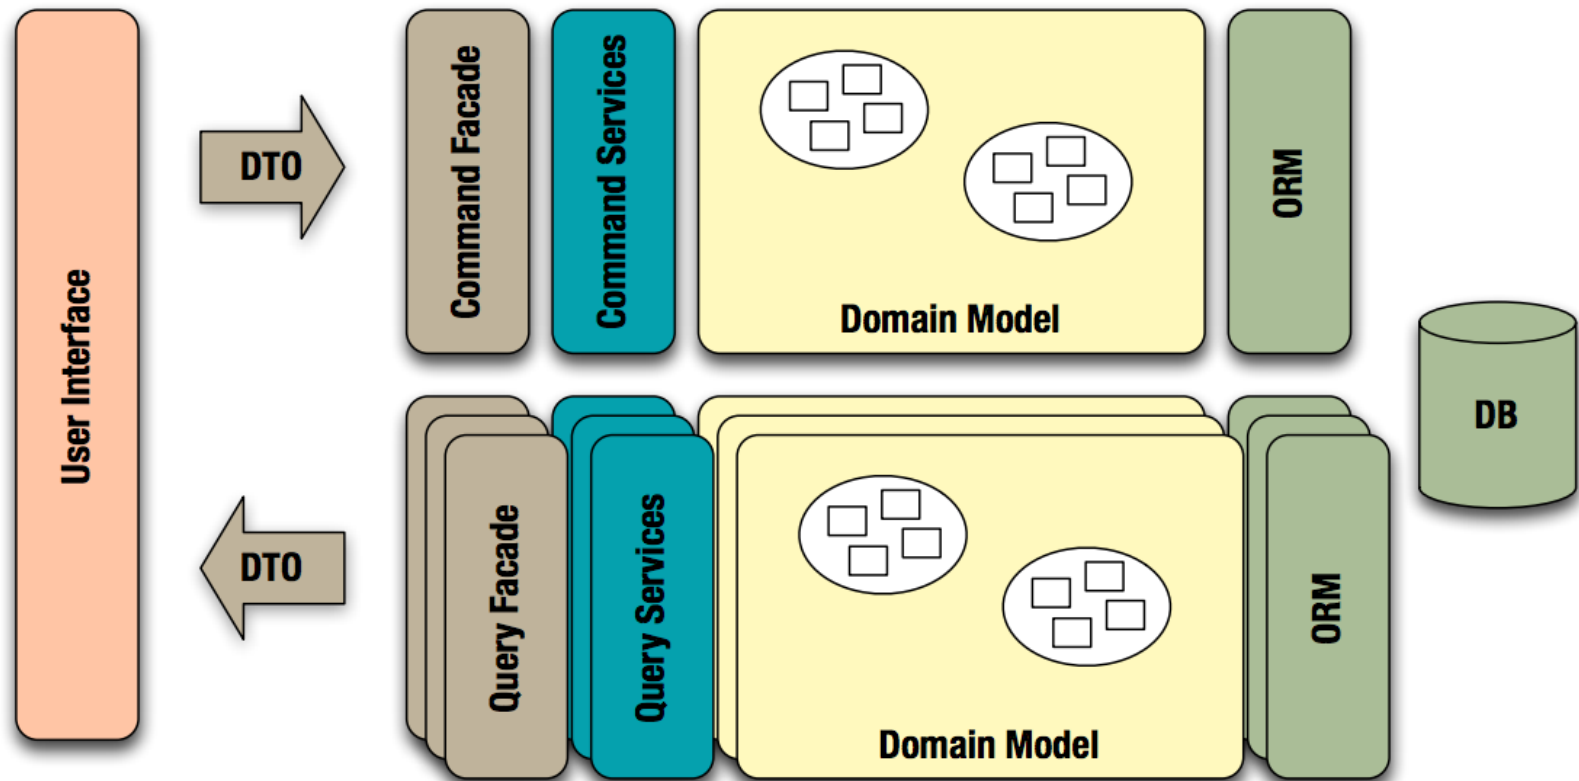 User Interface
DTO
Command Facade
Command Services
Domain Model
ORM
DB
DTO
Query Facade
Query Services
Domain Model
ORM